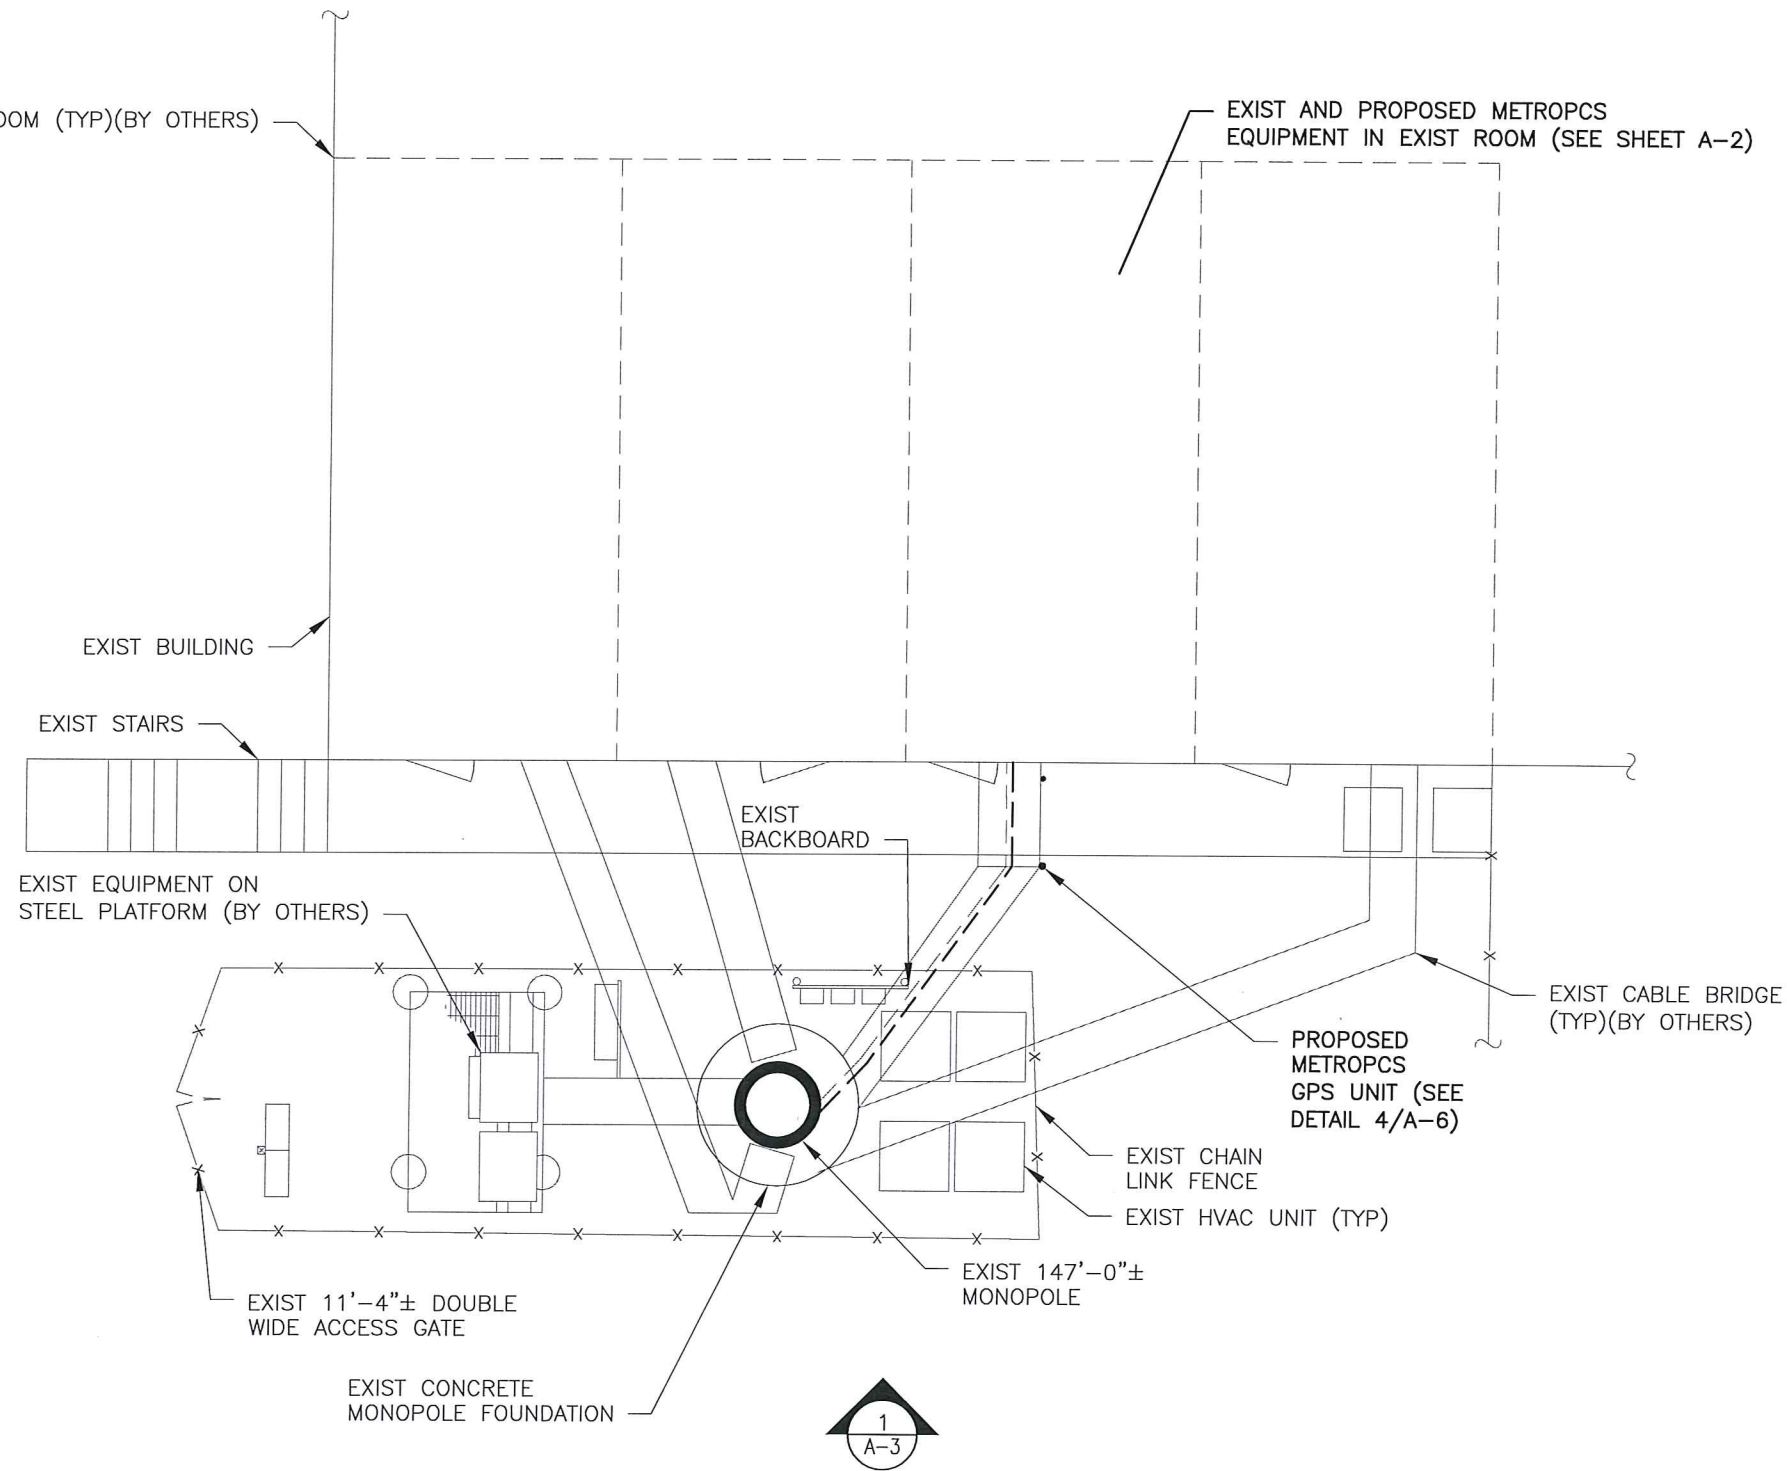 (TYP)(BY OTHERS)
EXIST AND PROPOSED METROPCS
EQUIPMENT IN EXIST ROOM (SEE SHEET A-2)
EXIST BUILDING
EXIST STAIRS
EXIST
BACKBOARD
EXIST EQUIPMENT ON
STEEL PLATFORM (BY OTHERS)
EXIST CABLE BRIDGE
(TYP)(BY OTHERS)
PROPOSED
METROPCS
GPS UNIT (SEE
DETAIL 4/A-6)
EXIST CHAIN
LINK FENCE
EXIST HVAC UNIT (TYP)
EXIST 147'-0"±
MONOPOLE
EXIST 11'-4"± DOUBLE
WIDE ACCESS GATE
EXIST CONCRETE
MONOPOLE FOUNDATION
1
A-3